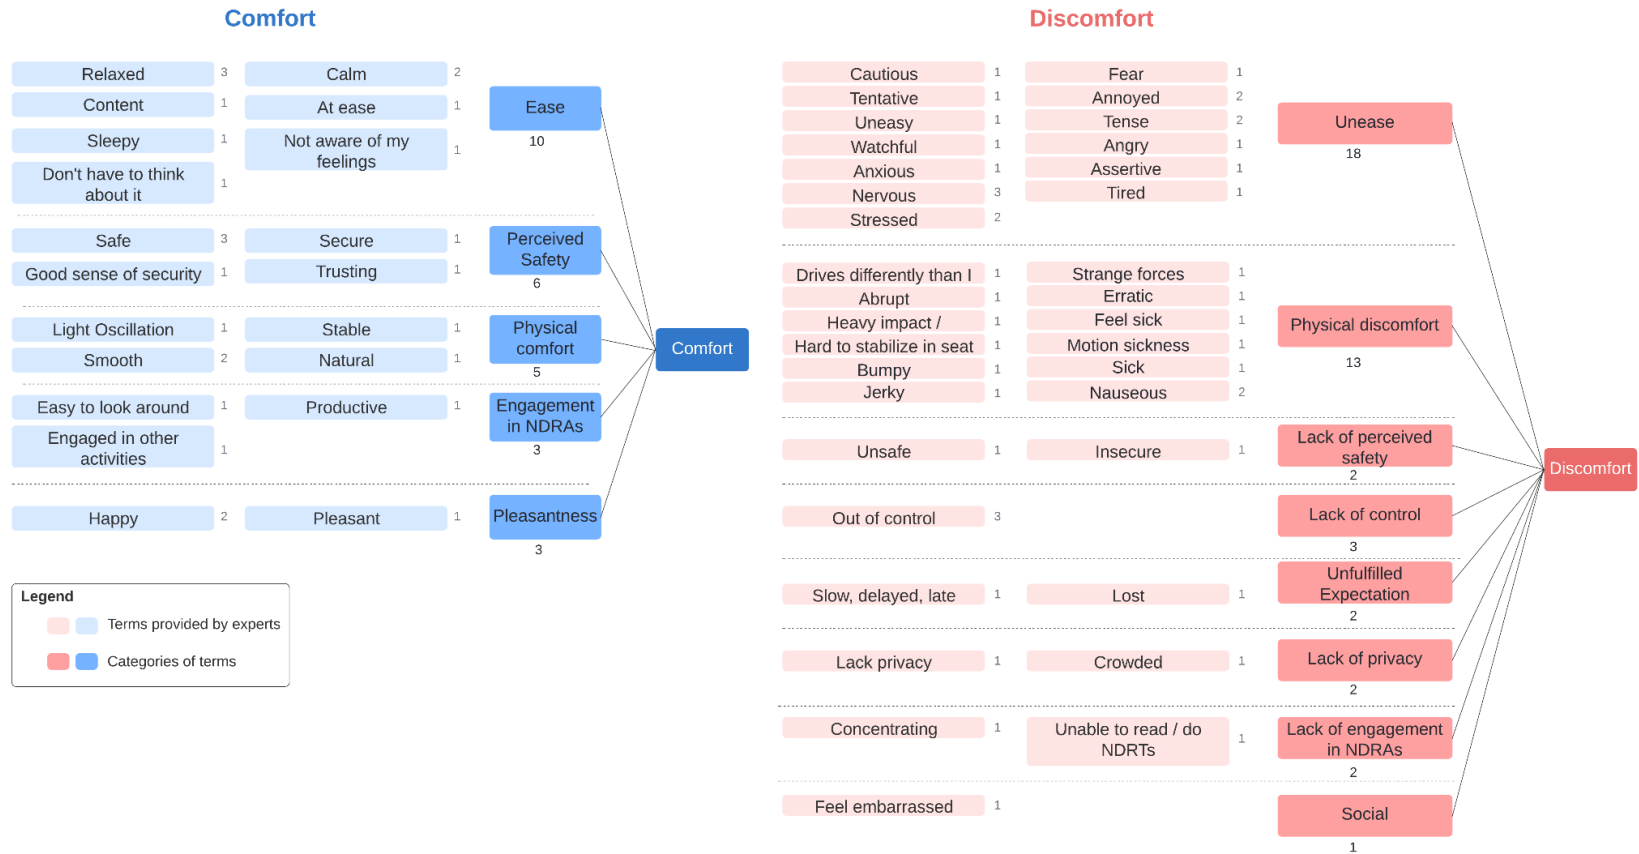 Comfort
Relaxed 3
Calm 2
Content 1
At ease 1
Sleepy 1
Not aware of my
feelings 1
Don't have to think
about it 1
Ease
10
Safe 3
Secure 1
Good sense of security 1
Trusting 1
Perceived
Safety
6
Light Oscillation 1
Stable 1
Smooth 2
Natural 1
Physical
comfort
5
Easy to look around 1
Productive 1
Engaged in other
activities 1
Engagement
in NDRAs
3
Happy 2
Pleasant 1
Pleasantness
3
Comfort
Legend
Terms provided by experts
Categories of terms
Discomfort
Cautious 1
Fear 1
Tentative 1
Annoyed 2
Uneasy 1
Tense 2
Watchful 1
Angry 1
Anxious 1
Assertive 1
Nervous 3
Tired 1
Stressed 2
Unease
18
Drives differently than I 1
Strange forces 1
Abrupt 1
Erratic 1
Heavy impact / 1
Feel sick 1
Hard to stabilize in seat 1
Motion sickness 1
Bumpy 1
Sick 1
Jerky 1
Nauseous 2
Physical discomfort
13
Unsafe 1
Insecure 1
Lack of perceived
safety
2
Out of control 3
Lack of control
3
Slow, delayed, late 1
Lost 1
Unfulfilled
Expectation
2
Lack privacy 1
Crowded 1
Lack of privacy
2
Concentrating 1
Unable to read / do
NDRTs 1
Lack of engagement
in NDRAs
2
Feel embarrassed 1
Social
1
Discomfort